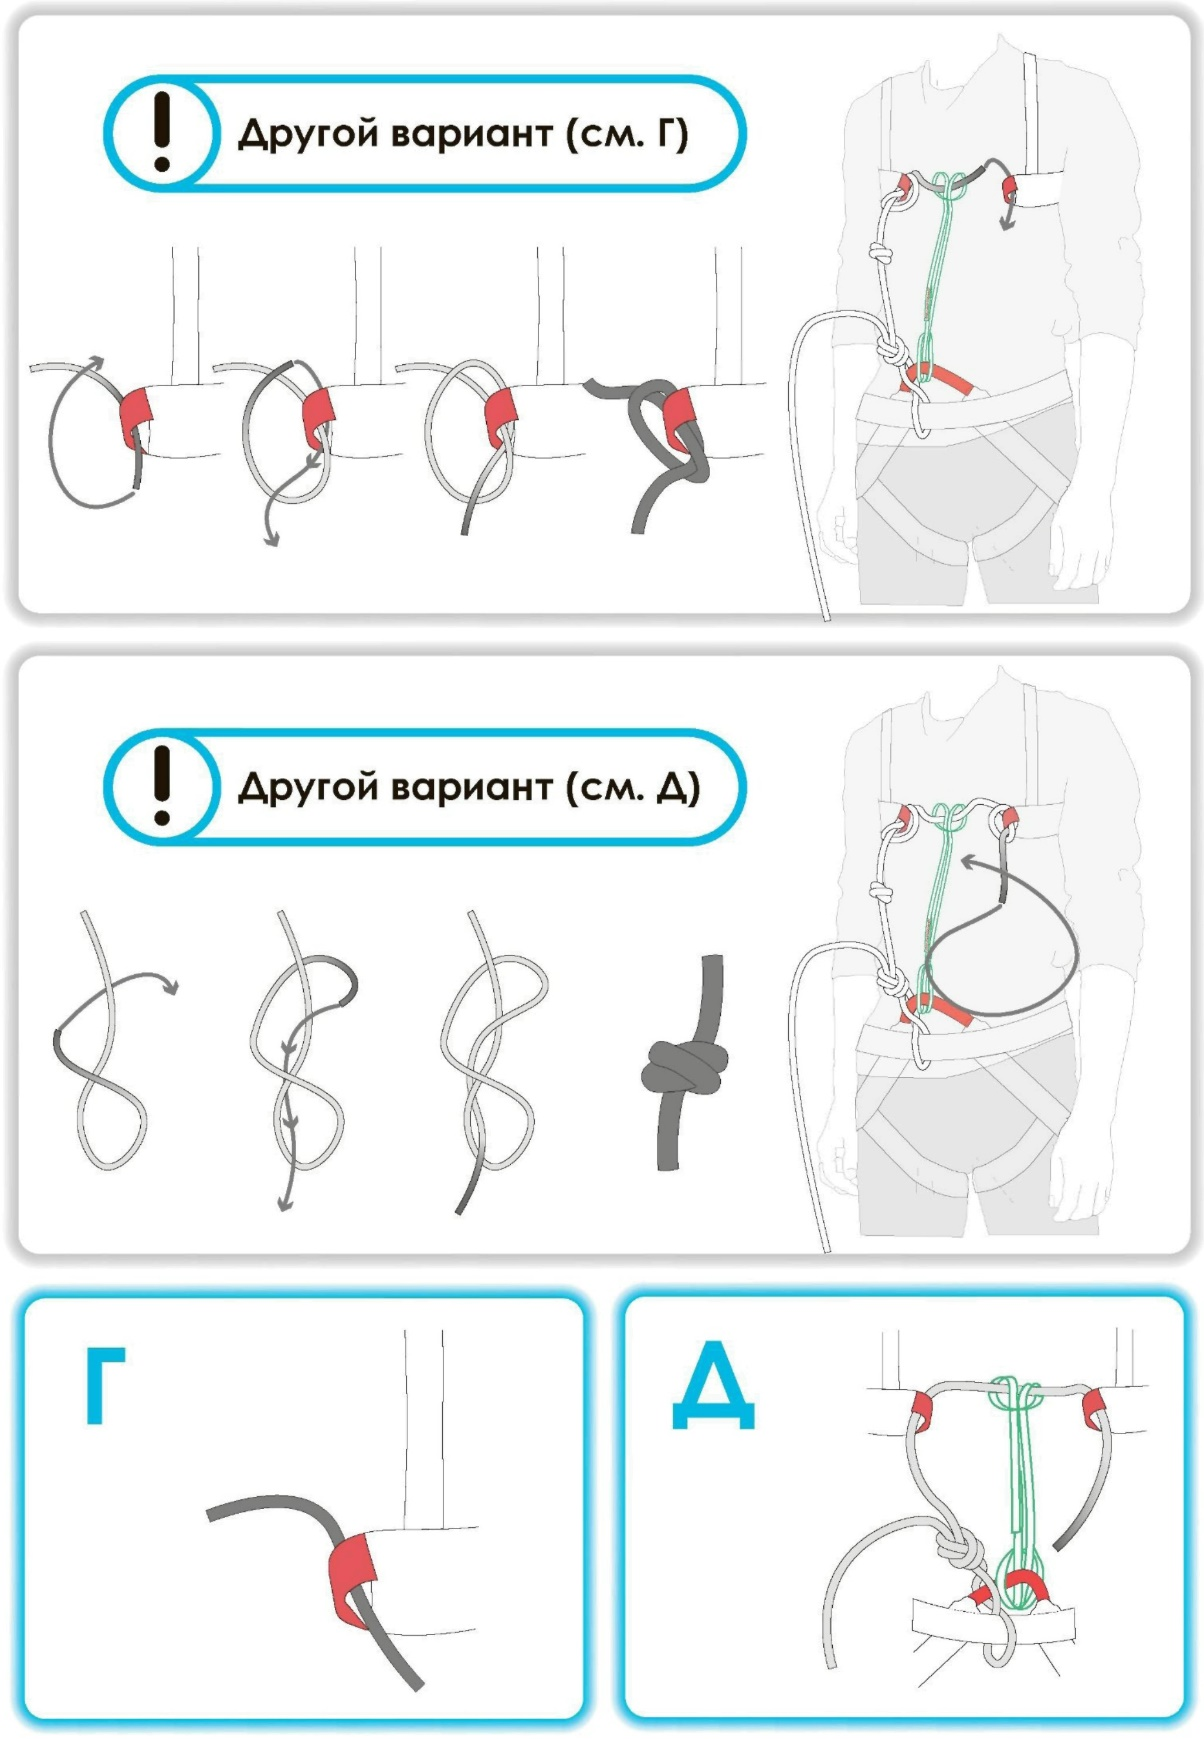 ! Другой вариант (см. Г)
! Другой вариант (см. Д)
Г
Д